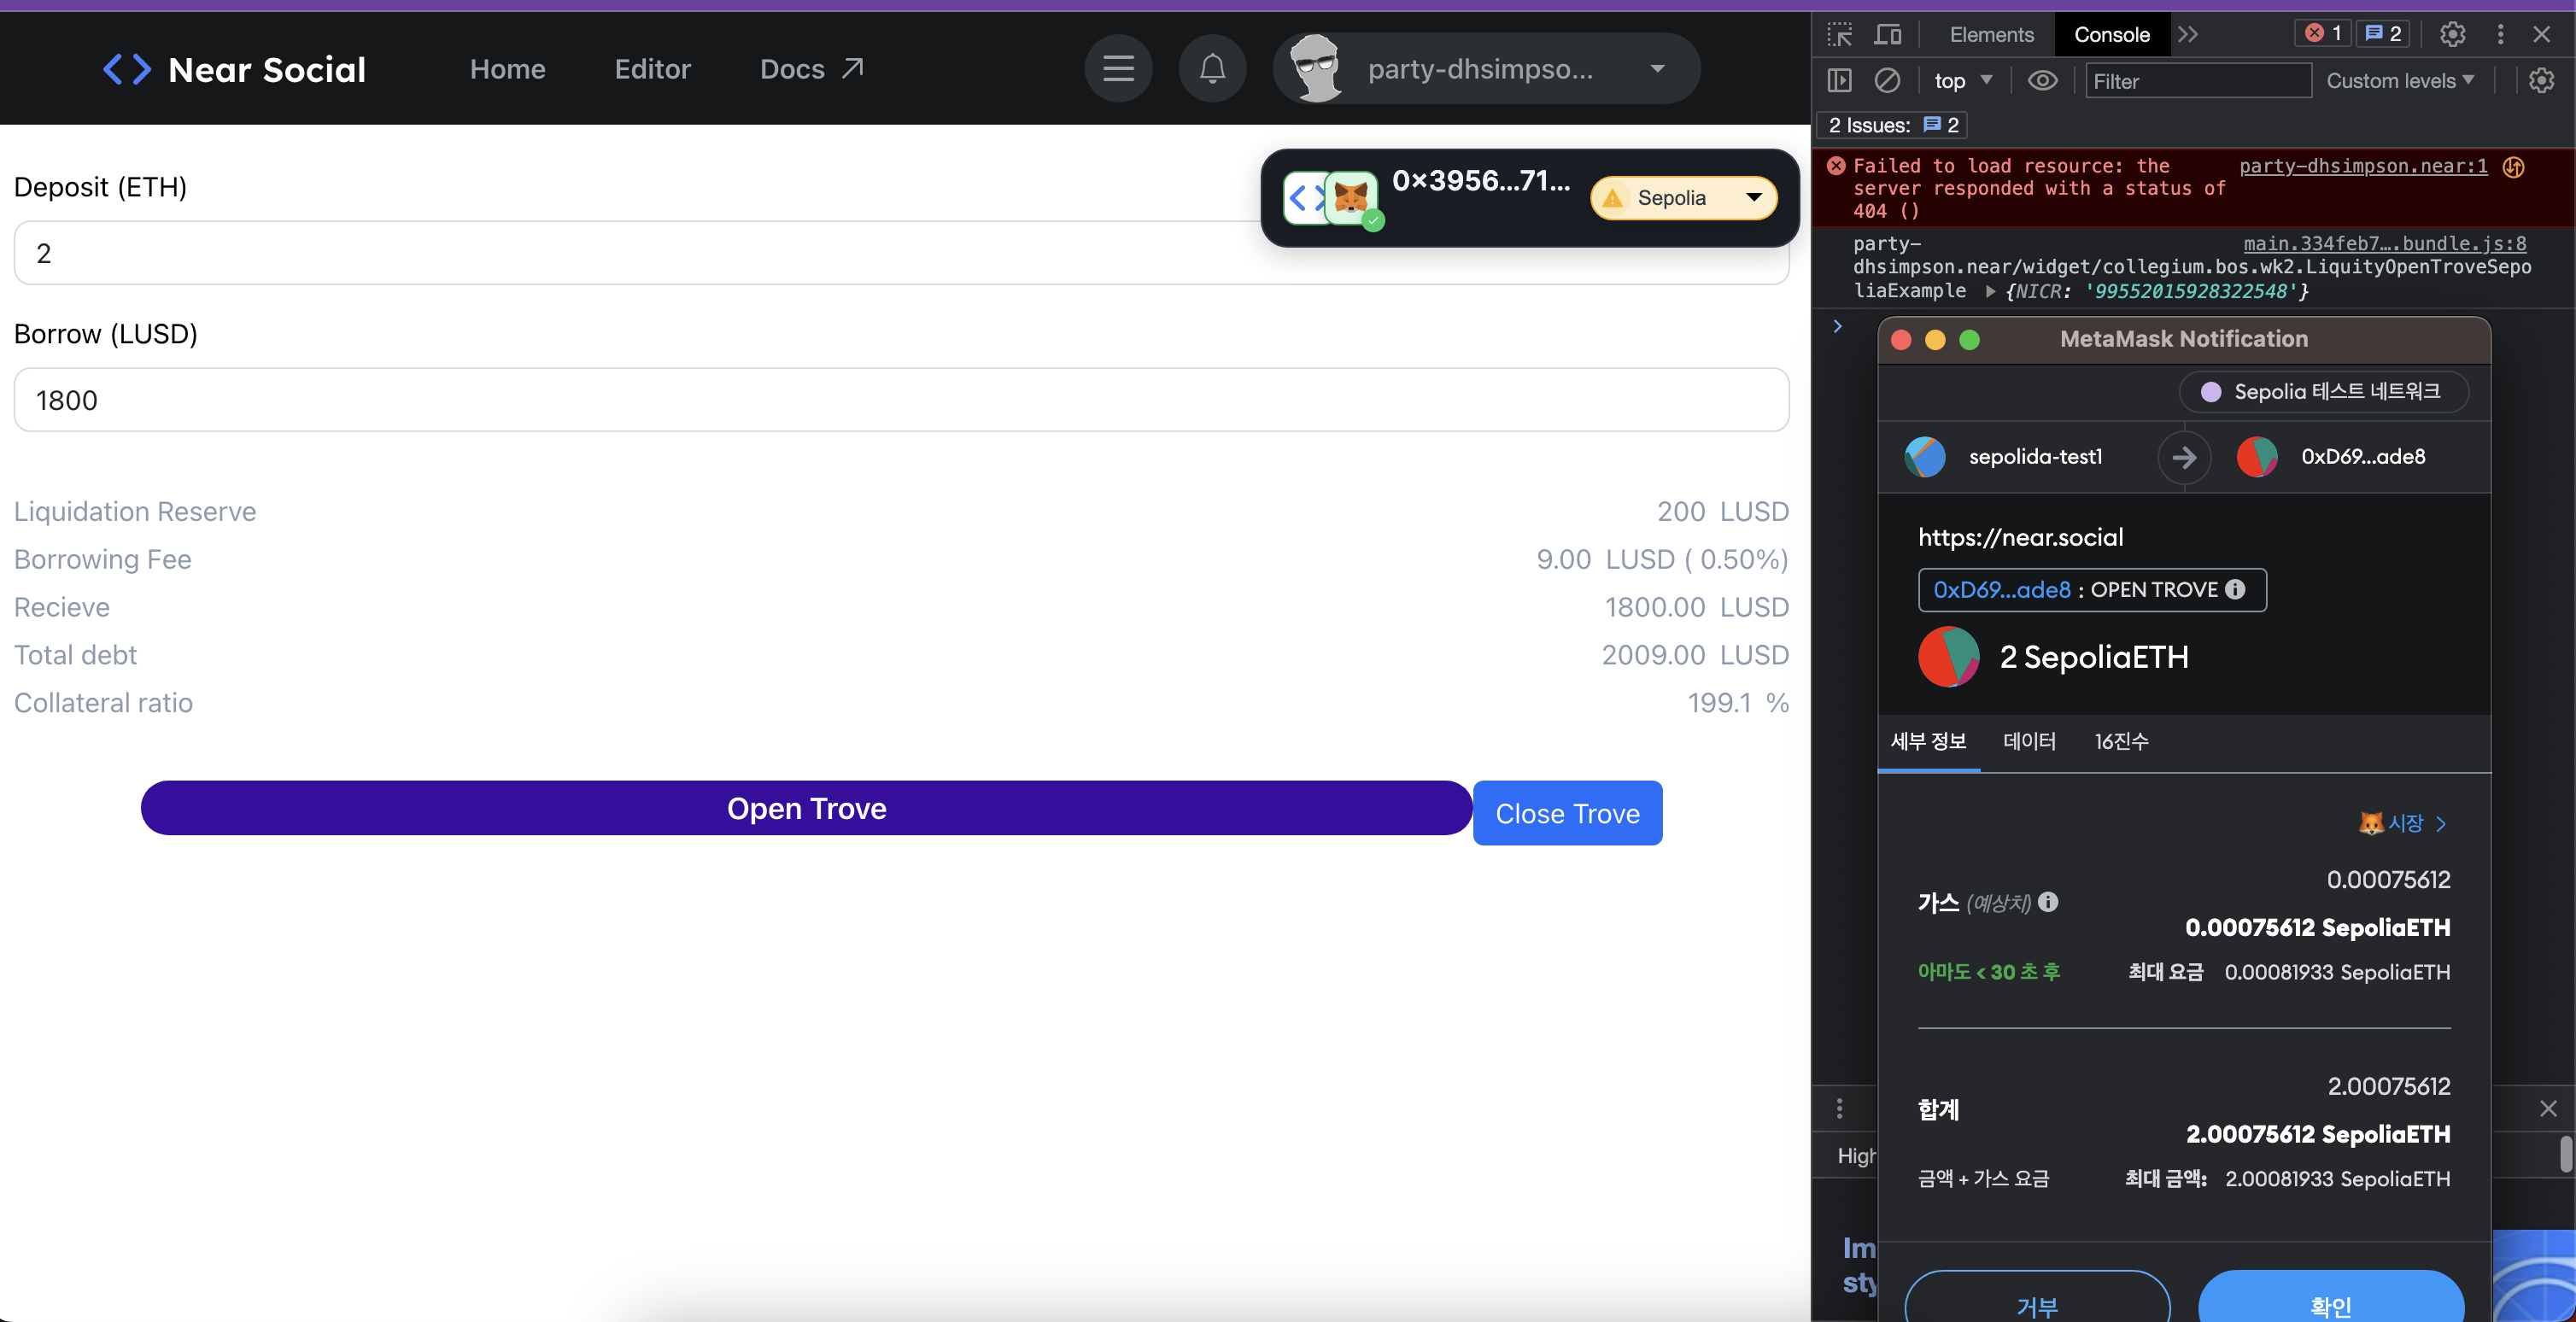 Near Social
Home
Editor
Docs
party-dhsimpso...
Deposit (ETH)
0x3956...71...
Sepolia
2
Borrow (LUSD)
1800
Liquidation Reserve 200 LUSD
Borrowing Fee 9.00 LUSD ( 0.50%)
Recieve 1800.00 LUSD
Total debt 2009.00 LUSD
Collateral ratio 199.1 %
Open Trove
Close Trove
Elements
Console
1
2
top
Filter
Custom levels
2 Issues: 2
Failed to load resource: the party-dhsimpson.near:1
server responded with a status of
404 ()
party- main.334feb7….bundle.js:8
dhsimpson.near/widget/collegium.bos.wk2.LiquityOpenTroveSepo
liaExample {NICR: '99552015928322548'}
MetaMask Notification
Sepolia 테스트 네트워크
sepolida-test1
0xD69...ade8
https://near.social
0xD69...ade8 : OPEN TROVE
2 SepoliaETH
세부 정보
데이터
16진수
시장
0.00075612
가스 (예상치)
0.00075612 SepoliaETH
아마도 < 30 초 후 최대 요금 0.00081933 SepoliaETH
2.00075612
합계
2.00075612 SepoliaETH
금액 + 가스 요금 최대 금액: 2.00081933 SepoliaETH
거부
확인
High
Im
sty